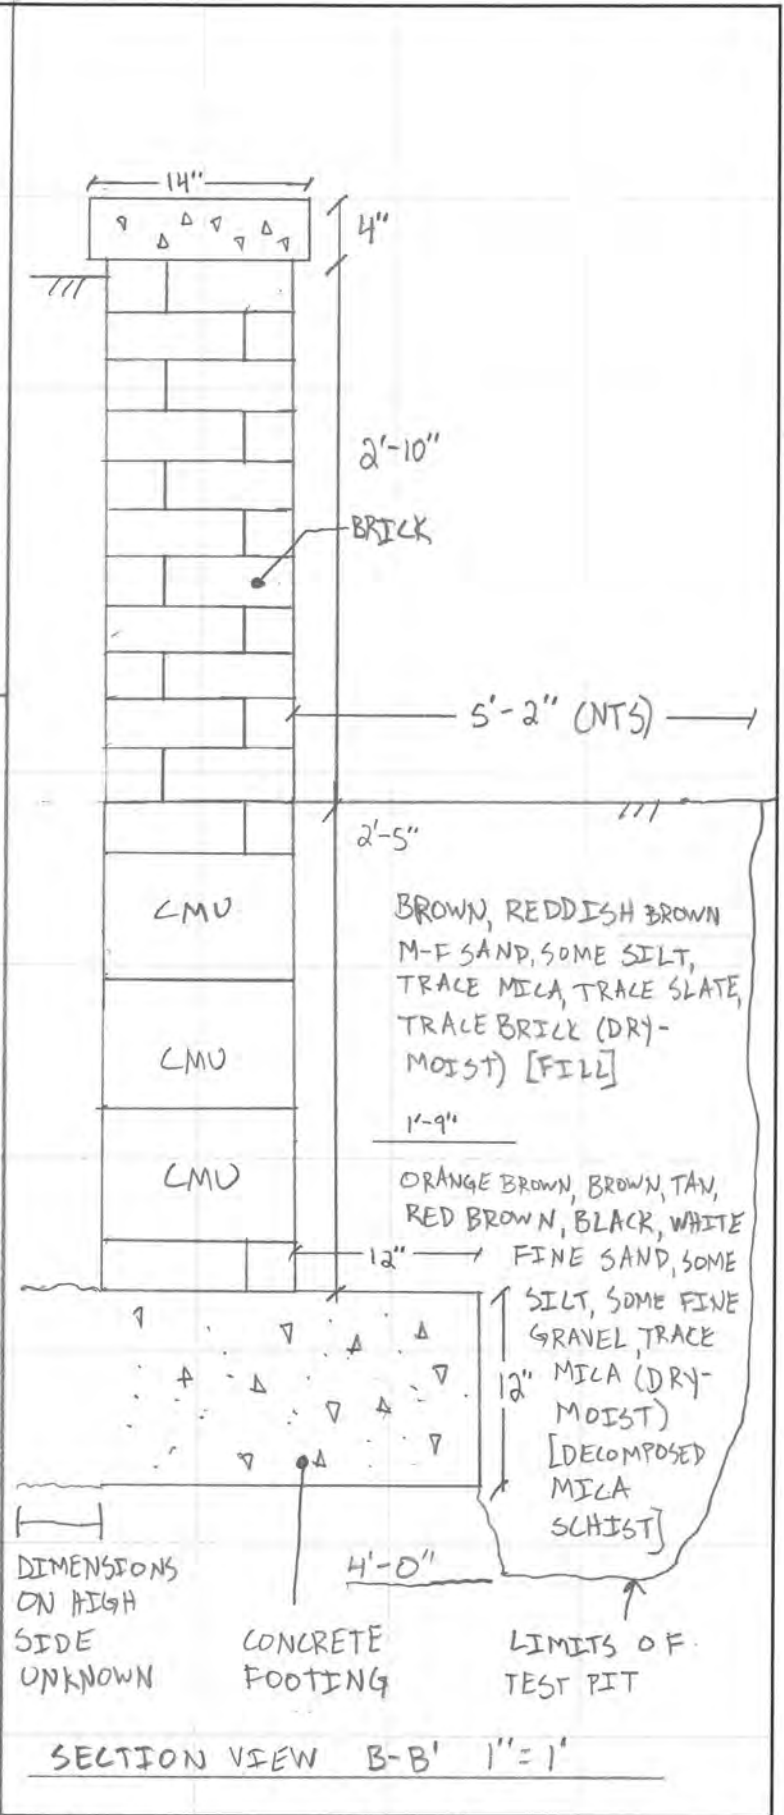 14"
4"
2'-10"
BRICK
5'-2" (NTS)
2'-5"
CMU
CMU
CMU
BROWN, REDDISH BROWN
M-F SAND, SOME SILT,
TRACE MICA, TRACE SLATE,
TRACE BRICK (DRY-
MOIST) [FILL]
1'-9"
ORANGE BROWN, BROWN, TAN,
RED BROWN, BLACK, WHITE
FINE SAND, SOME
SILT, SOME FINE
GRAVEL, TRACE
MICA (DRY-
MOIST)
[DECOMPOSED
MICA
SCHIST]
12"
12"
4'-0"
DIMENSIONS
ON HIGH
SIDE
UNKNOWN
CONCRETE
FOOTING
LIMITS OF
TEST PIT
SECTION VIEW B-B' 1"=1'